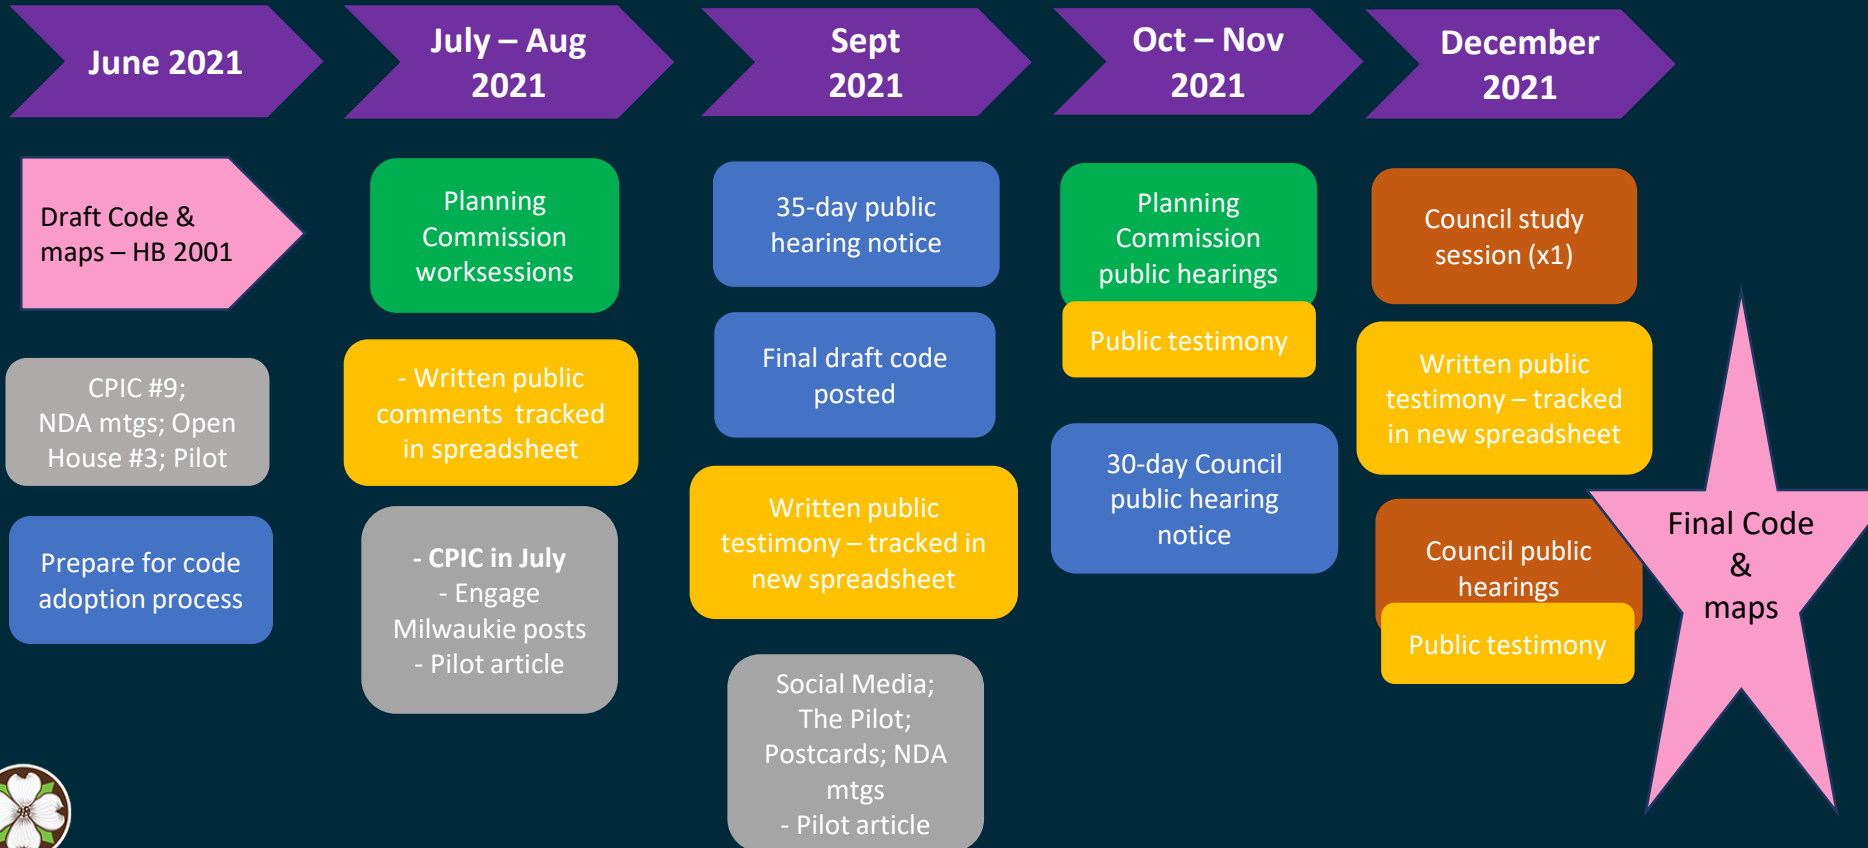 June 2021
July – Aug
2021
Sept
2021
Oct – Nov
2021
December
2021
Draft Code &
maps – HB 2001
CPIC #9;
NDA mtgs; Open
House #3; Pilot
Prepare for code
adoption process
Planning
Commission
worksessions
- Written public
comments tracked
in spreadsheet
- CPIC in July
- Engage
Milwaukie posts
- Pilot article
35-day public
hearing notice
Final draft code
posted
Written public
testimony – tracked in
new spreadsheet
Social Media;
The Pilot;
Postcards; NDA
mtgs
- Pilot article
Planning
Commission
public hearings
Public testimony
30-day Council
public hearing
notice
Council study
session (x1)
Written public
testimony – tracked
in new spreadsheet
Council public
hearings
Public testimony
Final Code
&
maps